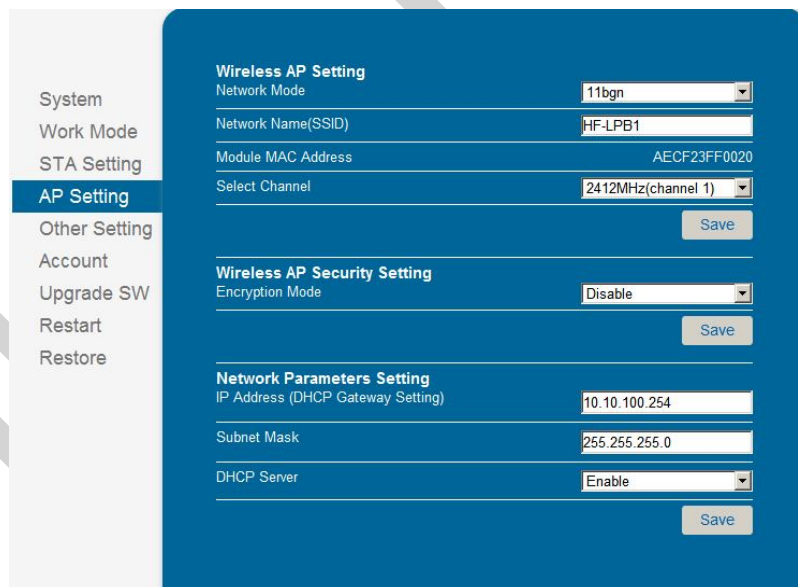 System
Work Mode
STA Setting
AP Setting
Other Setting
Account
Upgrade SW
Restart
Restore
Wireless AP Setting
Network Mode 11bgn
Network Name(SSID) HF-LPB1
Module MAC Address AECF23FF0020
Select Channel 2412MHz(channel 1)
Save
Wireless AP Security Setting
Encryption Mode Disable
Save
Network Parameters Setting
IP Address (DHCP Gateway Setting) 10.10.100.254
Subnet Mask 255.255.255.0
DHCP Server Enable
Save